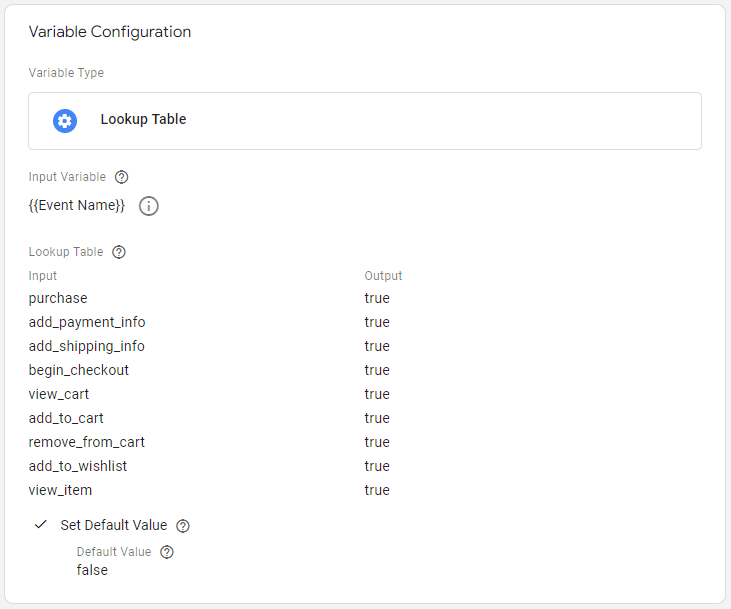 Variable Configuration
Variable Type
Lookup Table
Input Variable
{{Event Name}}
Lookup Table
Input Output
purchase true
add_payment_info true
add_shipping_info true
begin_checkout true
view_cart true
add_to_cart true
remove_from_cart true
add_to_wishlist true
view_item true
Set Default Value
Default Value
false